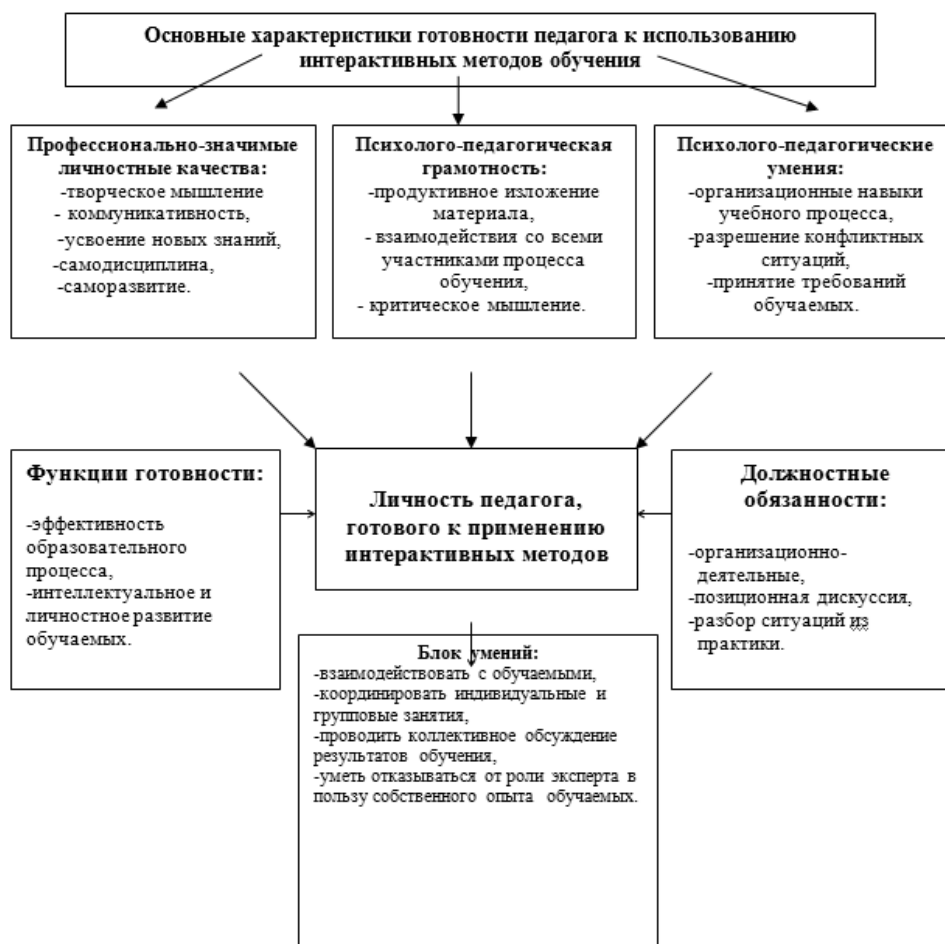 Основные характеристики готовности педагога к использованию
интерактивных методов обучения
Профессионально-значимые
личностные качества:
-творческое мышление
- коммуникативность,
-усвоение новых знаний,
-самодисциплина,
-саморазвитие.
Психолого-педагогическая
грамотность:
-продуктивное изложение
материала,
- взаимодействия со всеми
участниками процесса
обучения,
- критическое мышление.
Психолого-педагогические
умения:
-организационные навыки
учебного процесса,
-разрешение конфликтных
ситуаций,
-принятие требований
обучаемых.
Функции готовности:
-эффективность
образовательного
процесса,
-интеллектуальное и
личностное развитие
обучаемых.
Личность педагога,
готового к применению
интерактивных методов
Должностные
обязанности:
-организационно-
деятельные,
-позиционная дискуссия,
-разбор ситуаций из
практики.
Блок умений:
-взаимодействовать с обучаемыми,
-координировать индивидуальные и
групповые занятия,
-проводить коллективное обсуждение
результатов обучения,
-уметь отказываться от роли эксперта в
пользу собственного опыта обучаемых.